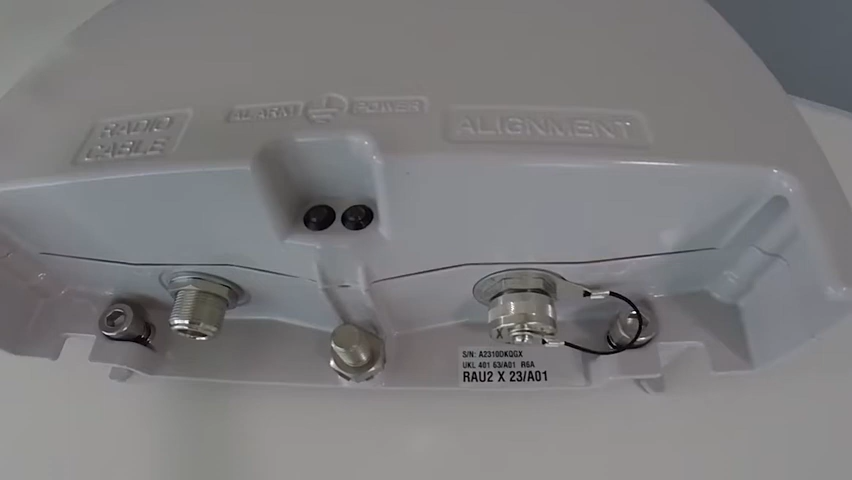 RADIO
CABLE
ALARM
POWER
ALIGNMENT
S/N: A2310DKQGX
UKL 401 63/A01 R6A
RAU2 X 23/A01